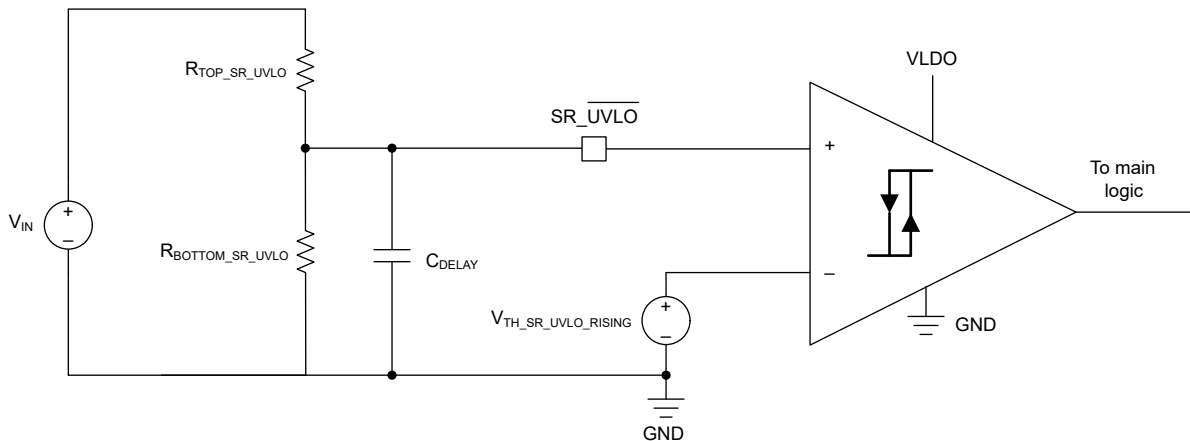 R_TOP_SR_UVLO
VLDO
SR_UVLO
+
To main
logic
V_IN
+
–
R_BOTTOM_SR_UVLO
C_DELAY
–
V_TH_SR_UVLO_RISING
+
–
GND
GND